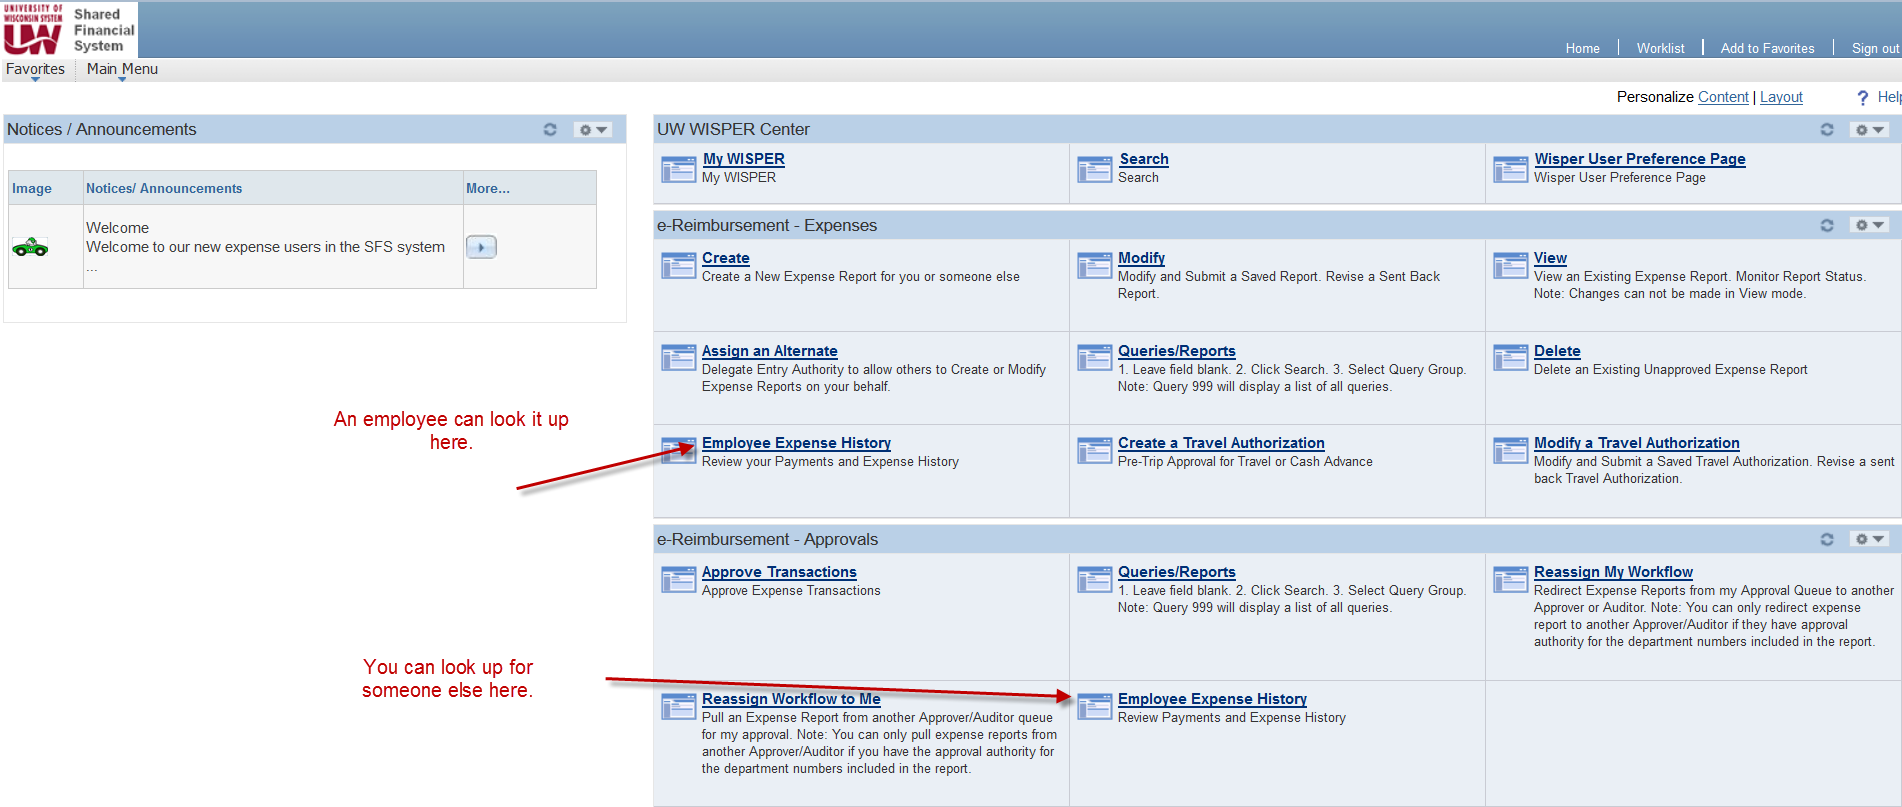 UNIVERSITY OF
WISCONSIN SYSTEM
UW
Shared
Financial
System
Home
Worklist
Add to Favorites
Sign out
Favorites
Main Menu
Personalize Content | Layout
? Help
Notices / Announcements
Image
Notices/ Announcements
More...
Welcome
Welcome to our new expense users in the SFS system
...
An employee can look it up
here.
You can look up for
someone else here.
UW WISPER Center
My WISPER
My WISPER
Search
Search
Wisper User Preference Page
Wisper User Preference Page
e-Reimbursement - Expenses
Create
Create a New Expense Report for you or someone else
Modify
Modify and Submit a Saved Report. Revise a Sent Back
Report.
View
View an Existing Expense Report. Monitor Report Status.
Note: Changes can not be made in View mode.
Assign an Alternate
Delegate Entry Authority to allow others to Create or Modify
Expense Reports on your behalf.
Queries/Reports
1. Leave field blank. 2. Click Search. 3. Select Query Group.
Note: Query 999 will display a list of all queries.
Delete
Delete an Existing Unapproved Expense Report
Employee Expense History
Review your Payments and Expense History
Create a Travel Authorization
Pre-Trip Approval for Travel or Cash Advance
Modify a Travel Authorization
Modify and Submit a Saved Travel Authorization. Revise a sent
back Travel Authorization.
e-Reimbursement - Approvals
Approve Transactions
Approve Expense Transactions
Queries/Reports
1. Leave field blank. 2. Click Search. 3. Select Query Group.
Note: Query 999 will display a list of all queries.
Reassign My Workflow
Redirect Expense Reports from my Approval Queue to another
Approver or Auditor. Note: You can only redirect expense
report to another Approver/Auditor if they have approval
authority for the department numbers included in the report.
Reassign Workflow to Me
Pull an Expense Report from another Approver/Auditor queue
for my approval. Note: You can only pull expense reports from
another Approver/Auditor if you have the approval authority for
the department numbers included in the report.
Employee Expense History
Review Payments and Expense History